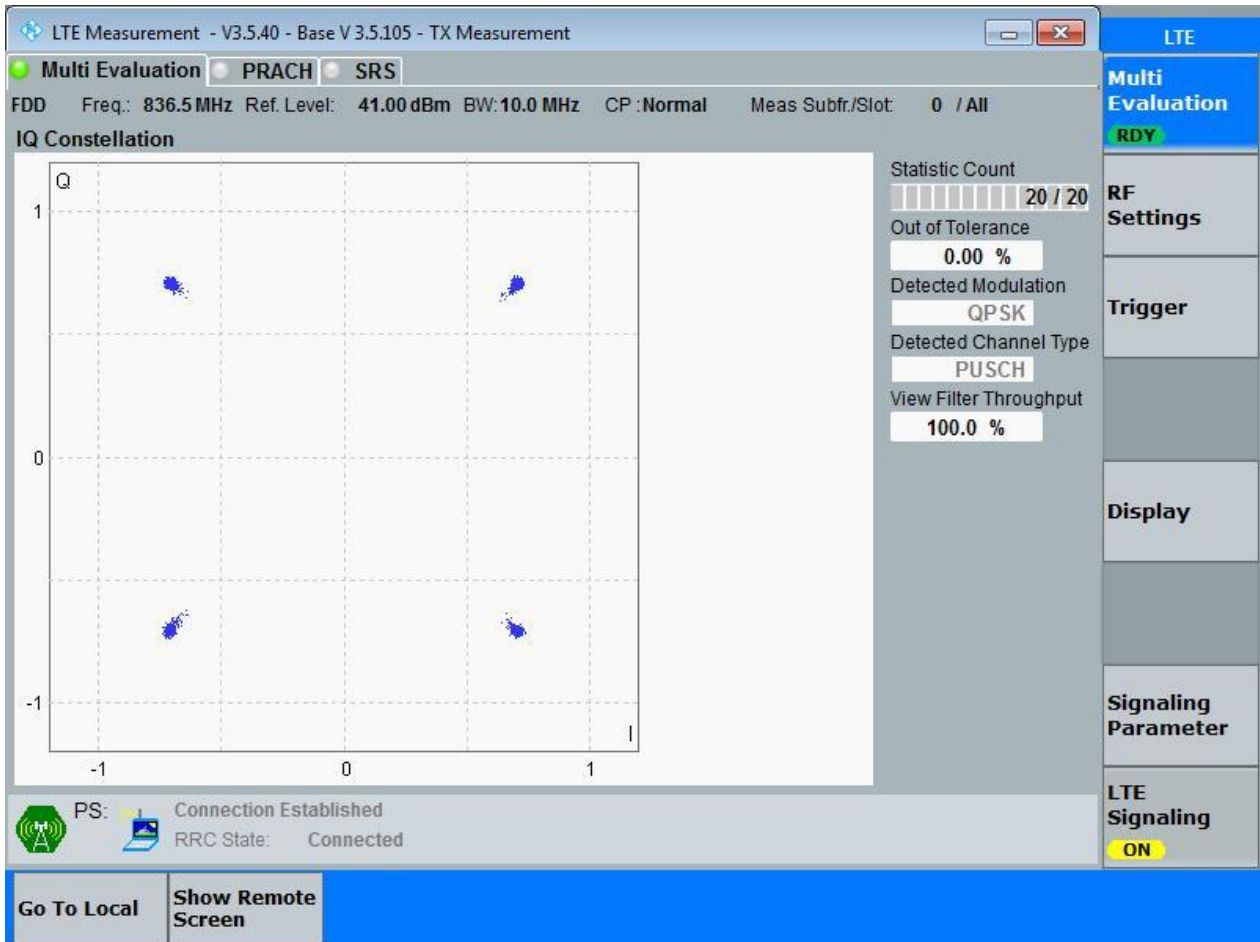 LTE Measurement - V3.5.40 - Base V 3.5.105 - TX Measurement
LTE
Multi Evaluation PRACH SRS
FDD Freq.: 836.5 MHz Ref. Level: 41.00 dBm BW: 10.0 MHz CP : Normal Meas Subfr./Slot: 0 / All
IQ Constellation
Q
1
0
-1
I
-1 0 1
Statistic Count
20 / 20
Out of Tolerance
0.00 %
Detected Modulation
QPSK
Detected Channel Type
PUSCH
View Filter Throughput
100.0 %
Multi
Evaluation
RDY
RF
Settings
Trigger
Display
Signaling
Parameter
LTE
Signaling
ON
PS: Connection Established
RRC State: Connected
Go To Local
Show Remote
Screen